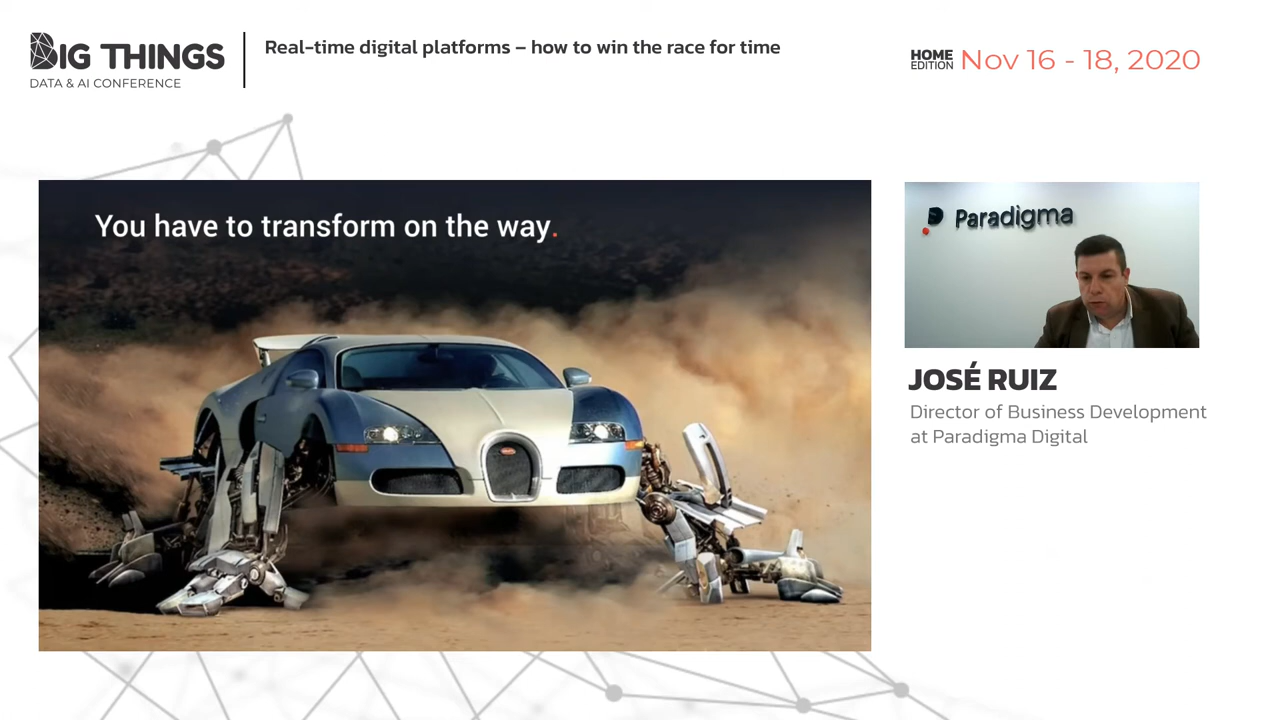 BIG THINGS
DATA & AI CONFERENCE
Real-time digital platforms – how to win the race for time
HOME
EDITION
Nov 16 - 18, 2020
You have to transform on the way.
Paradigma
JOSÉ RUIZ
Director of Business Development
at Paradigma Digital